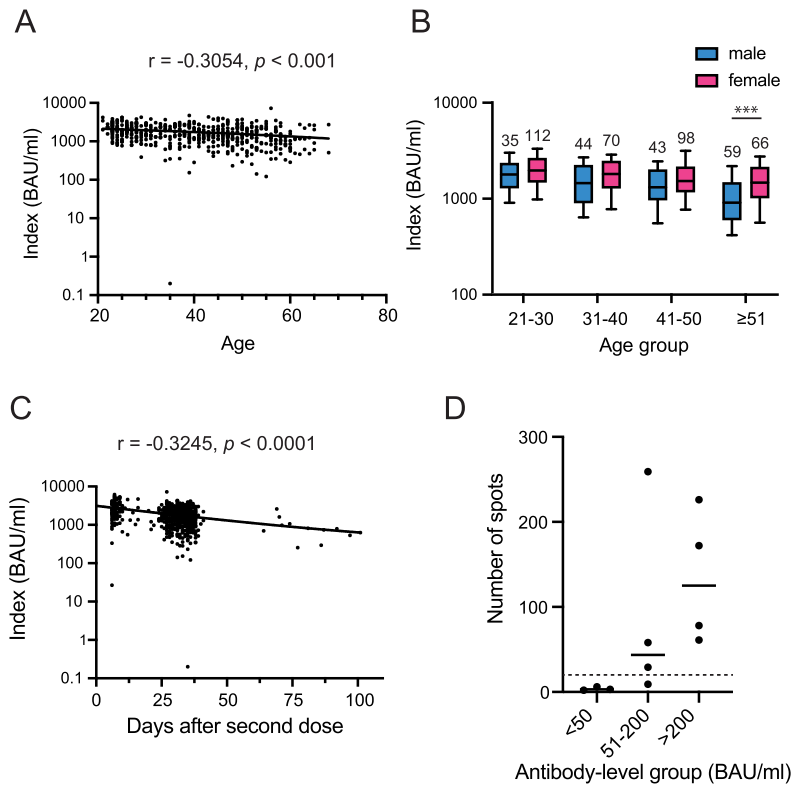 A
r = -0.3054, p < 0.001
Index (BAU/ml)
10000
1000
100
10
1
0.1
20
40
60
80
Age
B
male
female
Index (BAU/ml)
10000
1000
100
35
112
44
70
43
98
***
59
66
21-30
31-40
41-50
≥51
Age group
C
r = -0.3245, p < 0.0001
Index (BAU/ml)
10000
1000
100
10
1
0.1
0
25
50
75
100
Days after second dose
D
Number of spots
300
200
100
0
<50
51-200
>200
Antibody-level group (BAU/ml)